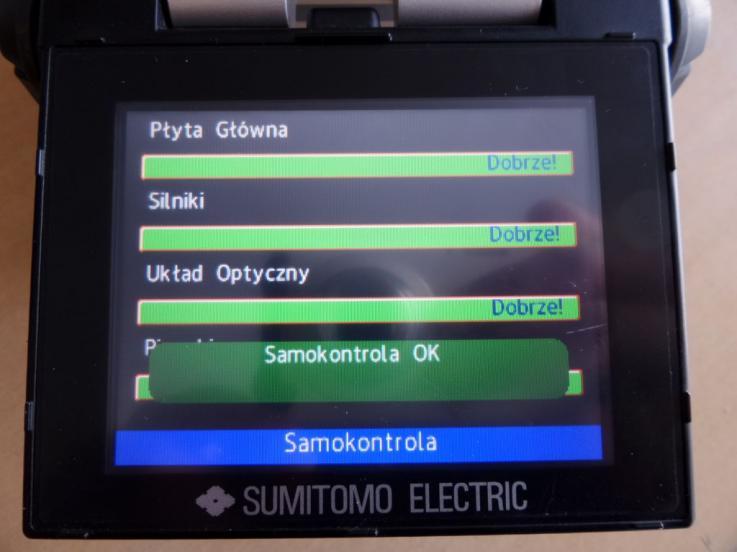 Płyta Główna
Dobrze!
Silniki
Dobrze!
Układ Optyczny
Dobrze!
Samokontrola OK
Samokontrola
SUMITOMO ELECTRIC